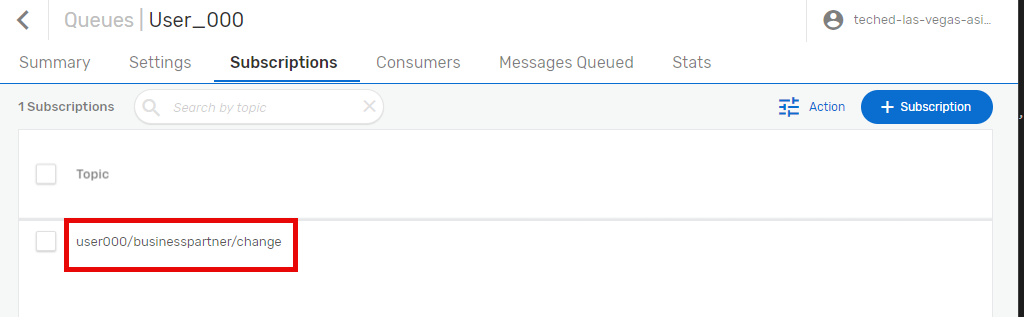 Queues | User_000
teched-las-vegas-asi...
Summary Settings Subscriptions Consumers Messages Queued Stats
1 Subscriptions Search by topic Action + Subscription
Topic
user000/businesspartner/change